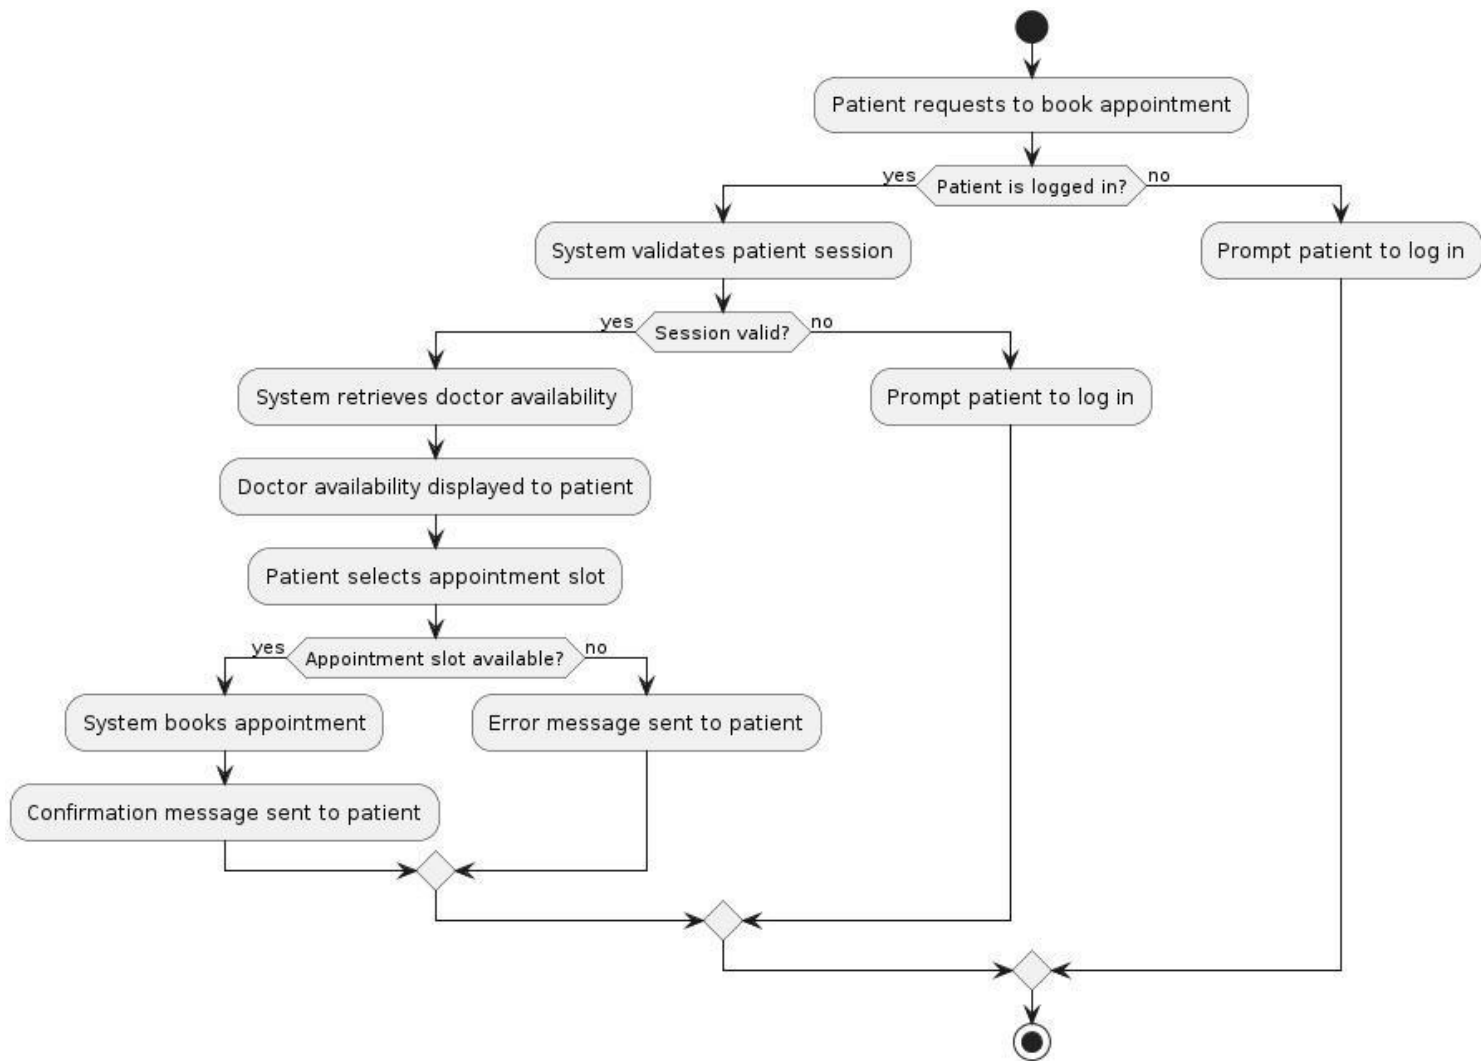 Patient requests to book appointment
yes
Patient is logged in?
no
System validates patient session
Prompt patient to log in
yes
Session valid?
no
System retrieves doctor availability
Prompt patient to log in
Doctor availability displayed to patient
Patient selects appointment slot
yes
Appointment slot available?
no
System books appointment
Error message sent to patient
Confirmation message sent to patient